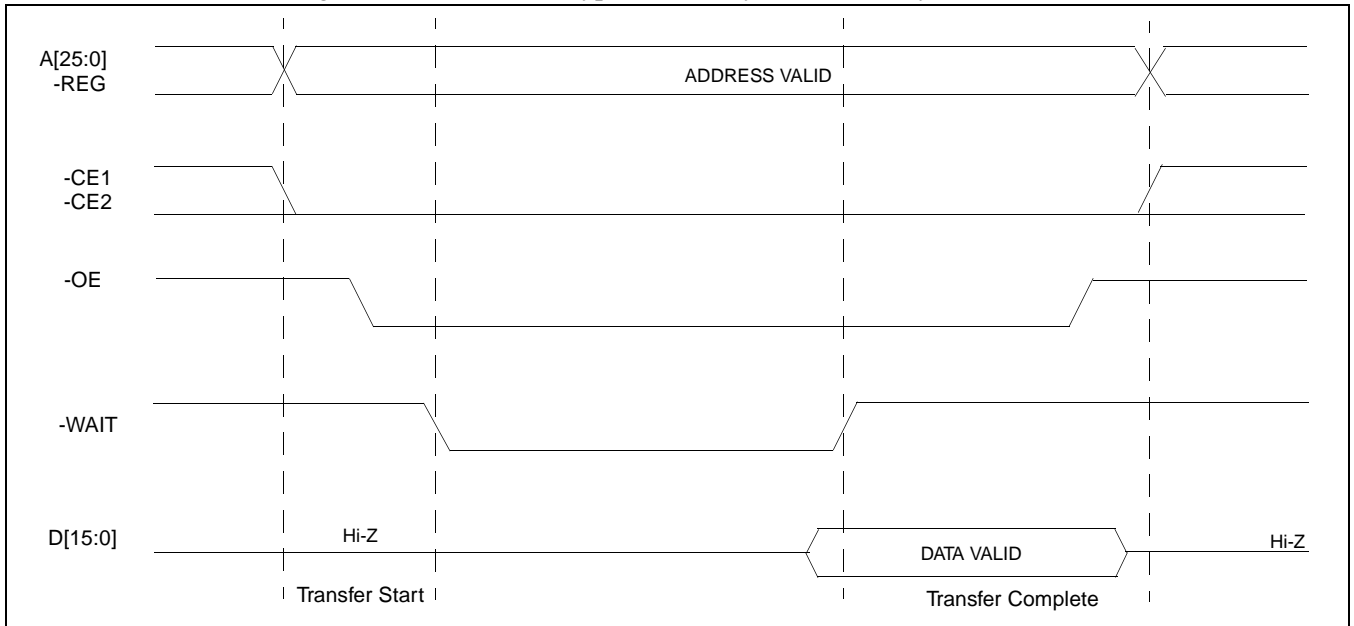 A[25:0]
-REG
ADDRESS VALID
-CE1
-CE2
-OE
-WAIT
D[15:0]
Hi-Z
DATA VALID
Hi-Z
Transfer Start
Transfer Complete